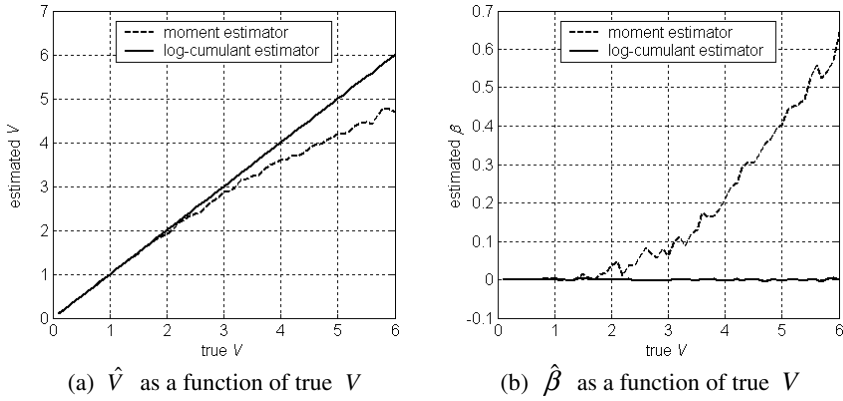 7
6
5
4
3
2
1
0
estimated V
moment estimator
log-cumulant estimator
0 1 2 3 4 5 6
true V
(a) V̂ as a function of true V
0.7
0.6
0.5
0.4
0.3
0.2
0.1
0
-0.1
estimated β
moment estimator
log-cumulant estimator
0 1 2 3 4 5 6
true V
(b) β̂ as a function of true V